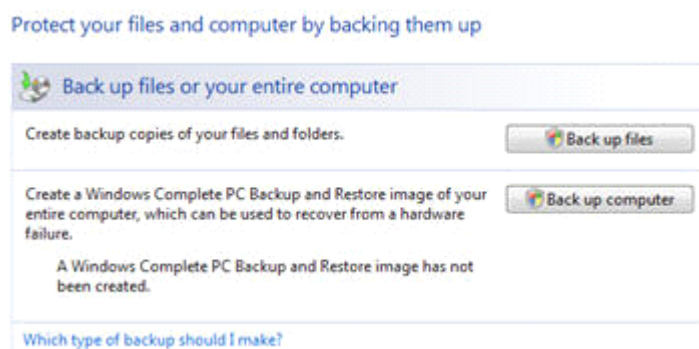 Protect your files and computer by backing them up
Back up files or your entire computer
Create backup copies of your files and folders.
Back up files
Create a Windows Complete PC Backup and Restore image of your
entire computer, which can be used to recover from a hardware
failure.
Back up computer
A Windows Complete PC Backup and Restore image has not
been created.
Which type of backup should I make?